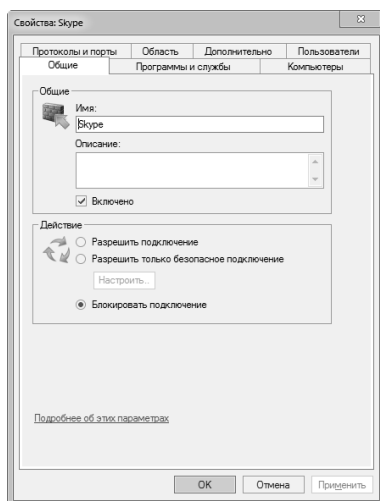 Свойства: Skype
Протоколы и порты Область Дополнительно Пользователи
Общие Программы и службы Компьютеры
Общие
Имя:
Skype
Описание:
Включено
Действие
Разрешить подключение
Разрешить только безопасное подключение
Настроить...
Блокировать подключение
Подробнее об этих параметрах
OK Отмена Применить